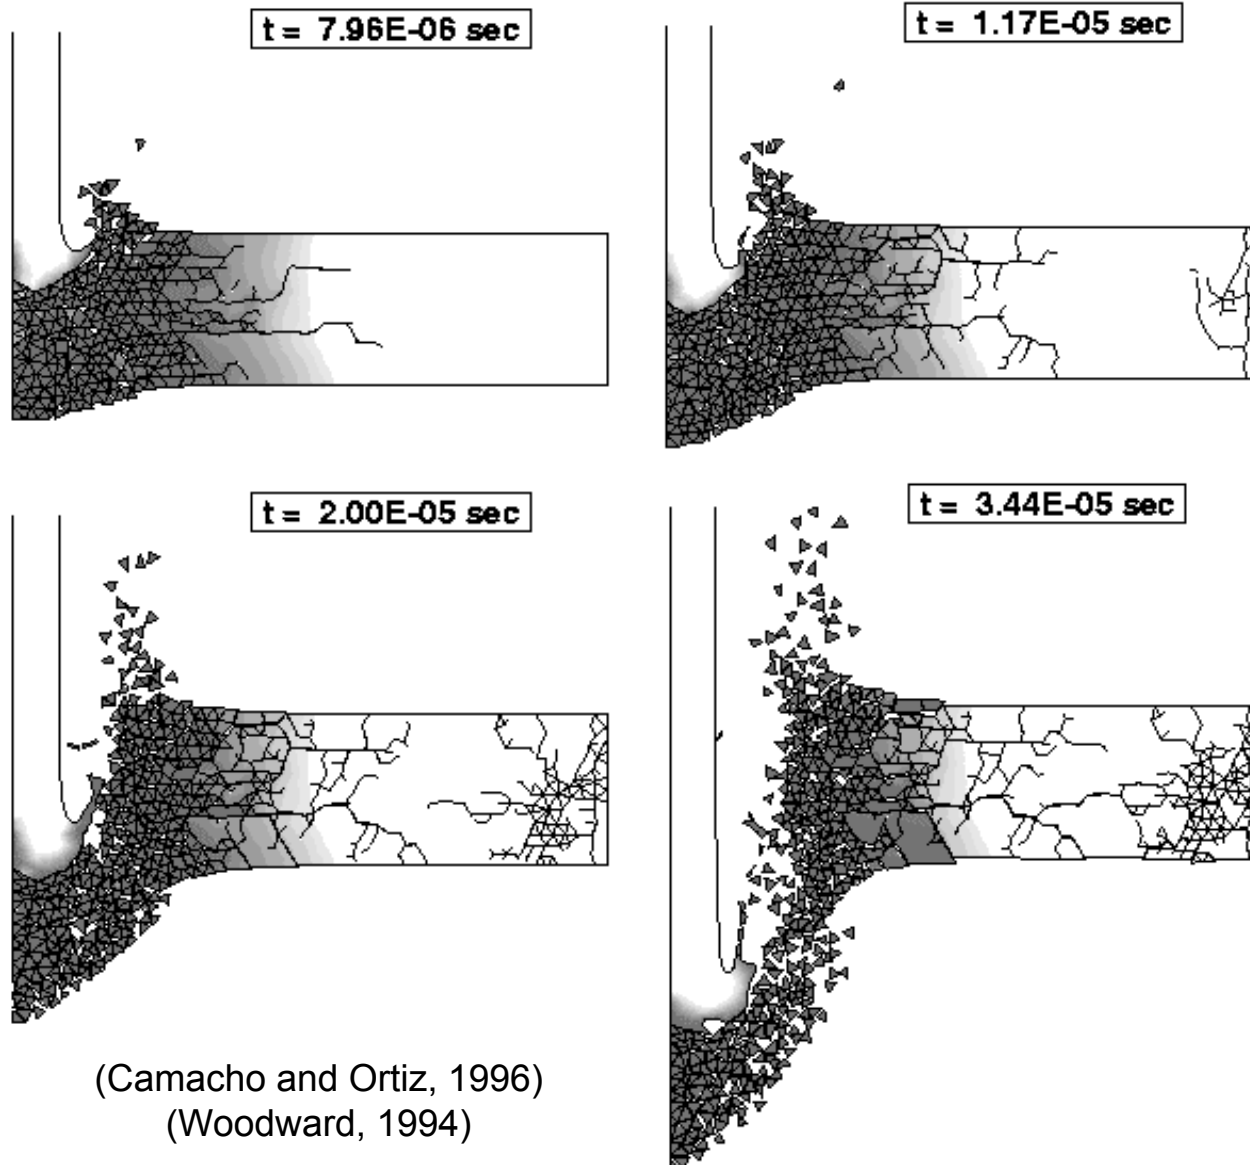 t = 7.96E-06 sec
t = 1.17E-05 sec
t = 2.00E-05 sec
t = 3.44E-05 sec
(Camacho and Ortiz, 1996)
(Woodward, 1994)